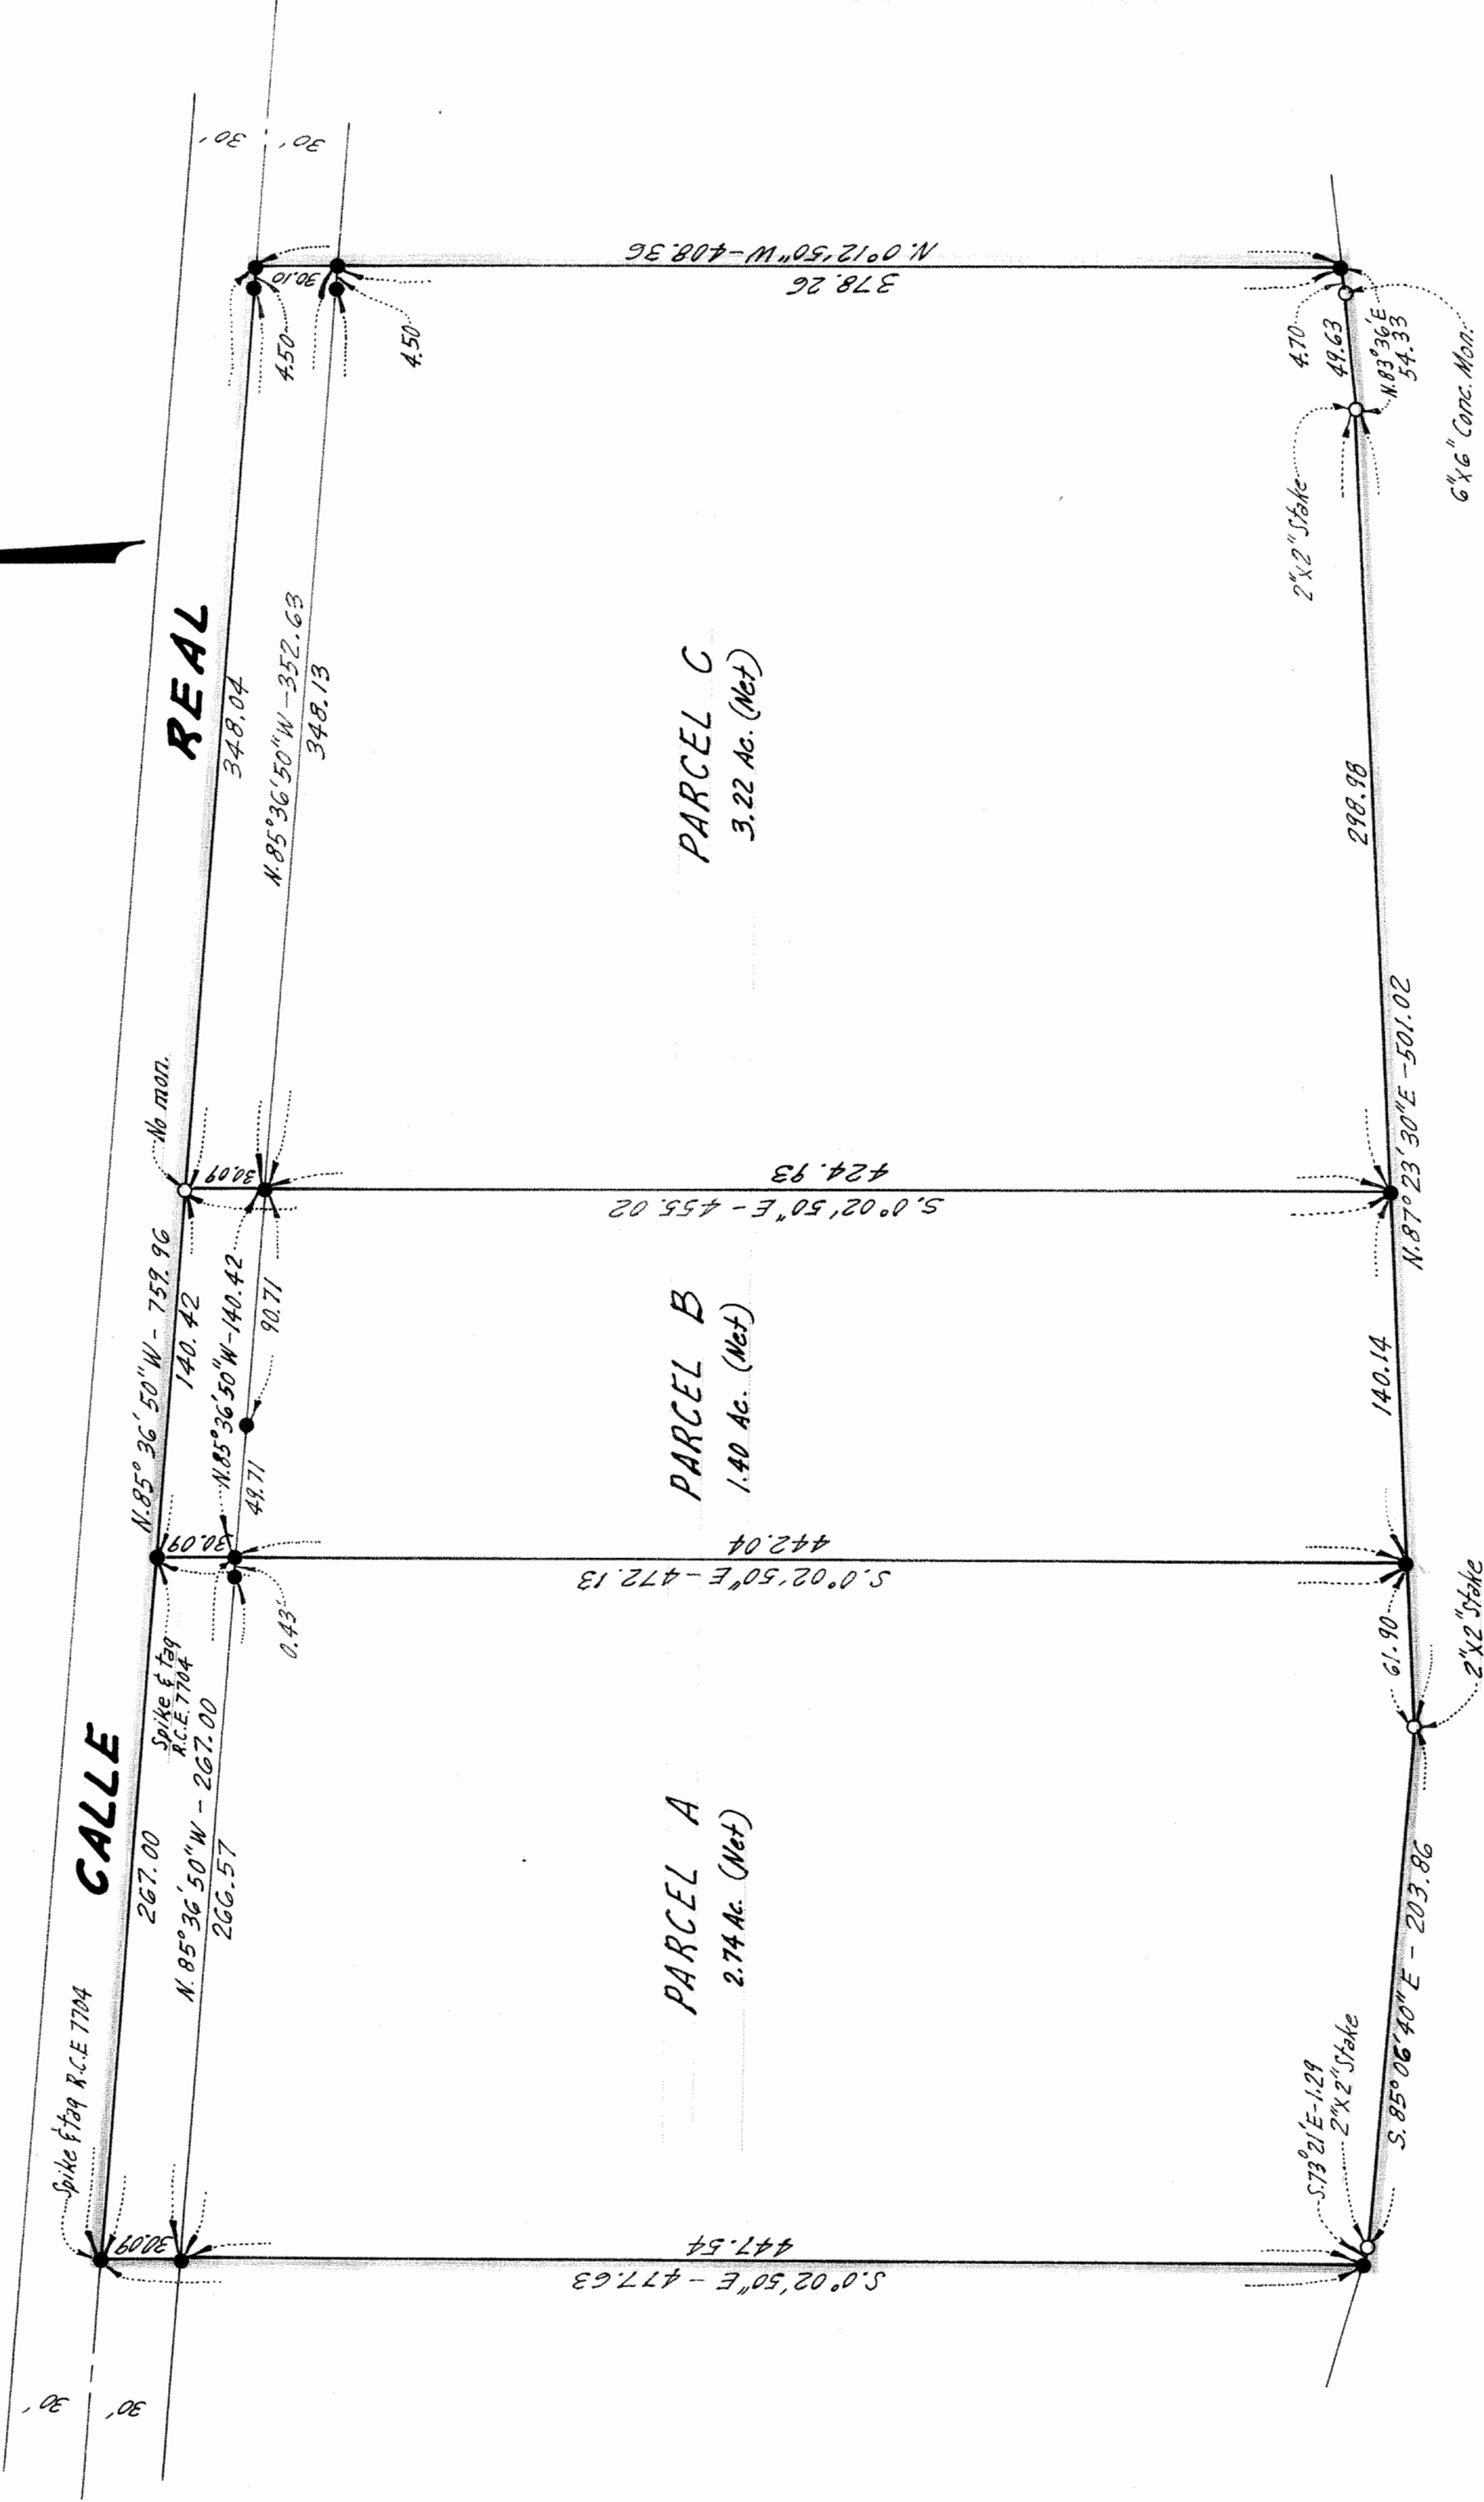 CALLE REAL
30'
30'
30'
30'
Spike & tag R.C.E 7704
N.85°36'50"W - 759.96
No mon.
267.00
140.42
348.04
Spike & tag
R.C.E. 7704
N.85°36'50"W - 267.00
266.57
N.85°36'50"W-140.42
49.71
90.71
N.85°36'50"W-352.63
348.13
30.09
30.09
30.09
30.10
0.43'
4.50
4.50
S.0°02'50"E - 477.63
447.54
PARCEL A
2.74 Ac. (Net)
S.0°02'50"E - 472.13
442.04
PARCEL B
1.40 Ac. (Net)
S.0°02'50"E - 455.02
424.93
PARCEL C
3.22 Ac. (Net)
N.0°12'50"W-408.36
378.26
S.73°21'E-1.29
2"x2" Stake
S.85°06'40"E - 203.86
61.90
2"x2" Stake
140.14
N.87°23'30"E - 501.02
298.98
2"x2" Stake
4.70
49.63
N.83°36'E
54.33
6"x6" Conc. Mon.